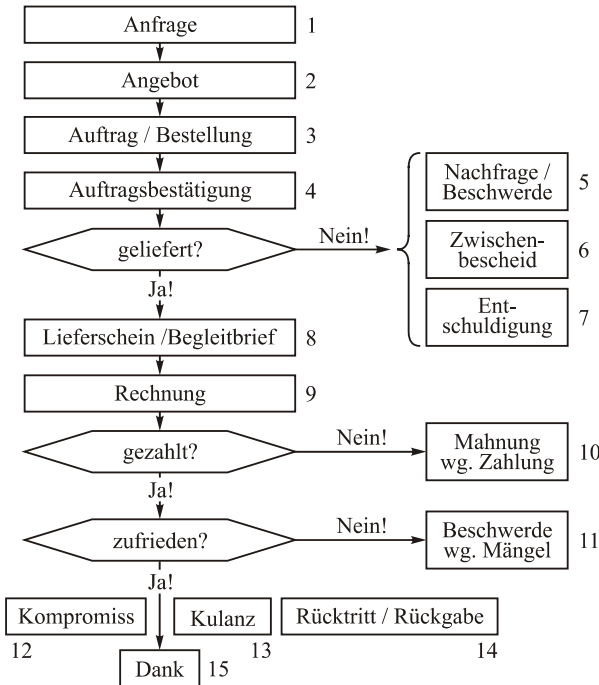 Anfrage 1
Angebot 2
Auftrag / Bestellung 3
Auftragsbestätigung 4
Nachfrage / 
Beschwerde 5
geliefert? Nein!
Zwischen-
bescheid 6
Ja!
Ent-
schuldigung 7
Lieferschein /Begleitbrief 8
Rechnung 9
gezahlt? Nein!
Mahnung
wg. Zahlung 10
Ja!
zufrieden? Nein!
Beschwerde
wg. Mängel 11
Ja!
Kompromiss Kulanz Rücktritt / Rückgabe
12 13 14
Dank 15